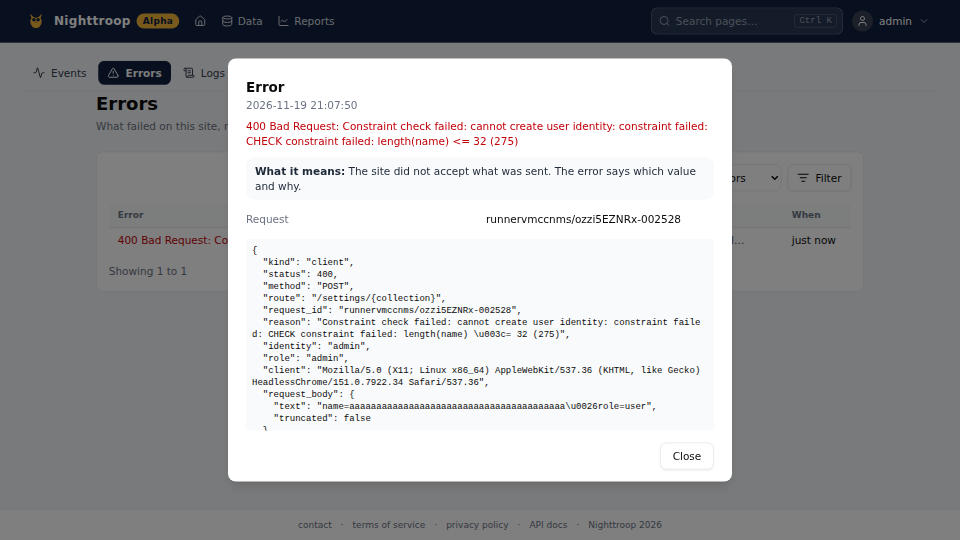 Nighttroop Alpha Data Reports Search pages... Ctrl K admin
Events Errors Logs
Errors
What failed on this site,
ors Filter
Error When
400 Bad Request: Co l... just now
Showing 1 to 1
Error
2026-11-19 21:07:50
400 Bad Request: Constraint check failed: cannot create user identity: constraint failed:
CHECK constraint failed: length(name) <= 32 (275)
What it means: The site did not accept what was sent. The error says which value
and why.
Request runnervmccnms/ozzi5EZNRx-002528
{
"kind": "client",
"status": 400,
"method": "POST",
"route": "/settings/{collection}",
"request_id": "runnervmccnms/ozzi5EZNRx-002528",
"reason": "Constraint check failed: cannot create user identity: constraint faile
d: CHECK constraint failed: length(name) \u003c= 32 (275)",
"identity": "admin",
"role": "admin",
"client": "Mozilla/5.0 (X11; Linux x86_64) AppleWebKit/537.36 (KHTML, like Gecko)
HeadlessChrome/151.0.7922.34 Safari/537.36",
"request_body": {
"text": "name=aaaaaaaaaaaaaaaaaaaaaaaaaaaaaaaaaaaaaaaa\u0026role=user",
"truncated": false
}
Close
contact · terms of service · privacy policy · API docs · Nighttroop 2026